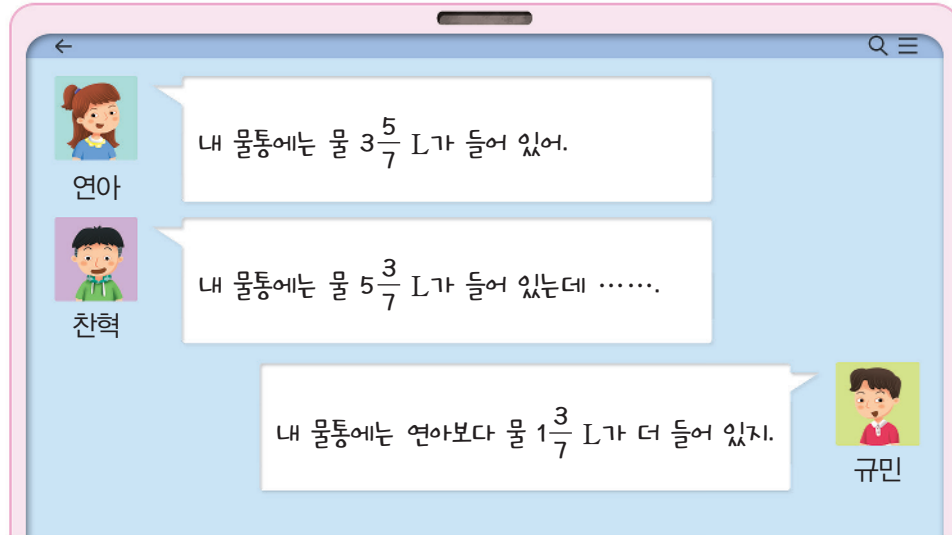 연아
내 물통에는 물 3 5/7 L가 들어 있어.
찬혁
내 물통에는 물 5 3/7 L가 들어 있는데 …….
내 물통에는 연아보다 물 1 3/7 L가 더 들어 있지.
규민